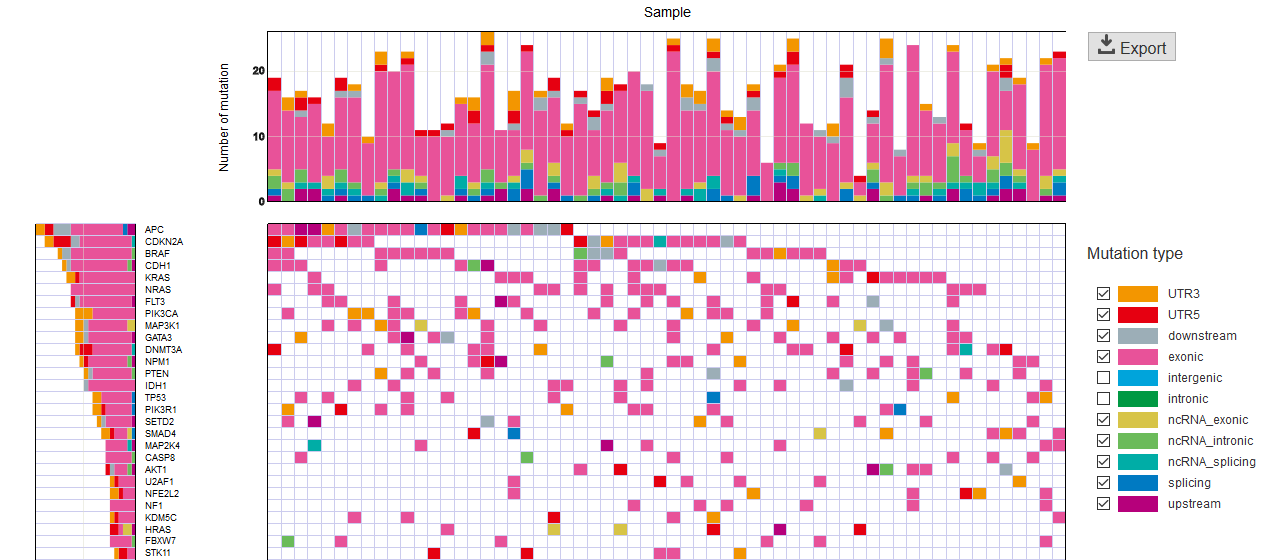 Sample
Export
Number of mutation
20
10
0
APC
CDKN2A
BRAF
CDH1
KRAS
NRAS
FLT3
PIK3CA
MAP3K1
GATA3
DNMT3A
NPM1
PTEN
IDH1
TP53
PIK3R1
SETD2
SMAD4
MAP2K4
CASP8
AKT1
U2AF1
NFE2L2
NF1
KDM5C
HRAS
FBXW7
STK11
Mutation type
UTR3
UTR5
downstream
exonic
intergenic
intronic
ncRNA_exonic
ncRNA_intronic
ncRNA_splicing
splicing
upstream